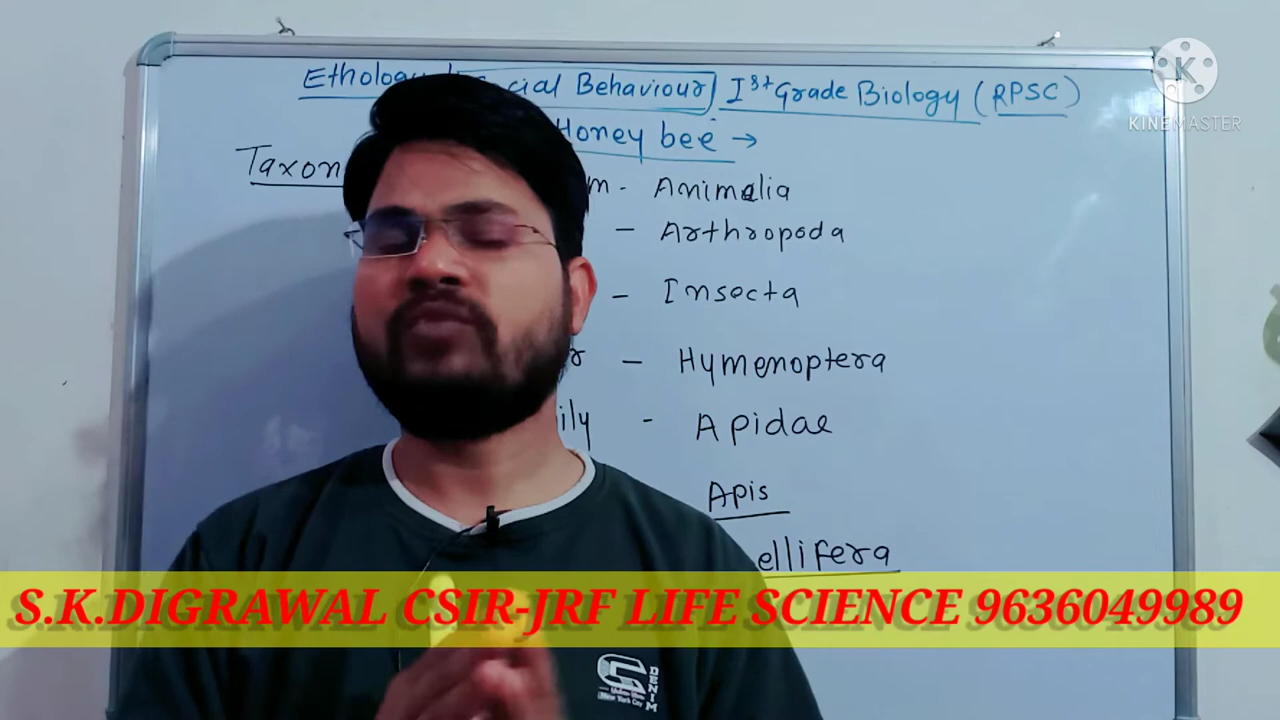 Ethology cial Behaviour) Ist Grade Biology (RPSC)
Honey bee →
Taxon
m - Animalia
- Arthropoda
- Insecta
r - Hymenoptera
ily - Apidae
Apis
ellifera
KINEMASTER
S.K.DIGRAWAL CSIR-JRF LIFE SCIENCE 9636049989
DENIM